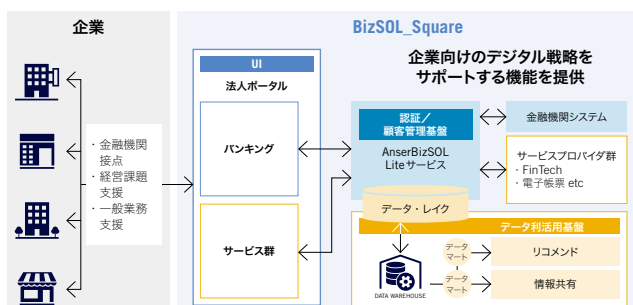 企業
・金融機関
接点
・経営課題
支援
・一般業務
支援
BizSOL_Square
UI
法人ポータル
バンキング
サービス群
企業向けのデジタル戦略を
サポートする機能を提供
認証／
顧客管理基盤
AnserBizSOL
Liteサービス
データ・レイク
金融機関システム
サービスプロバイダ群
・FinTech
・電子帳票 etc
データ利活用基盤
DATA WAREHOUSE
データ
マート
データ
マート
リコメンド
情報共有